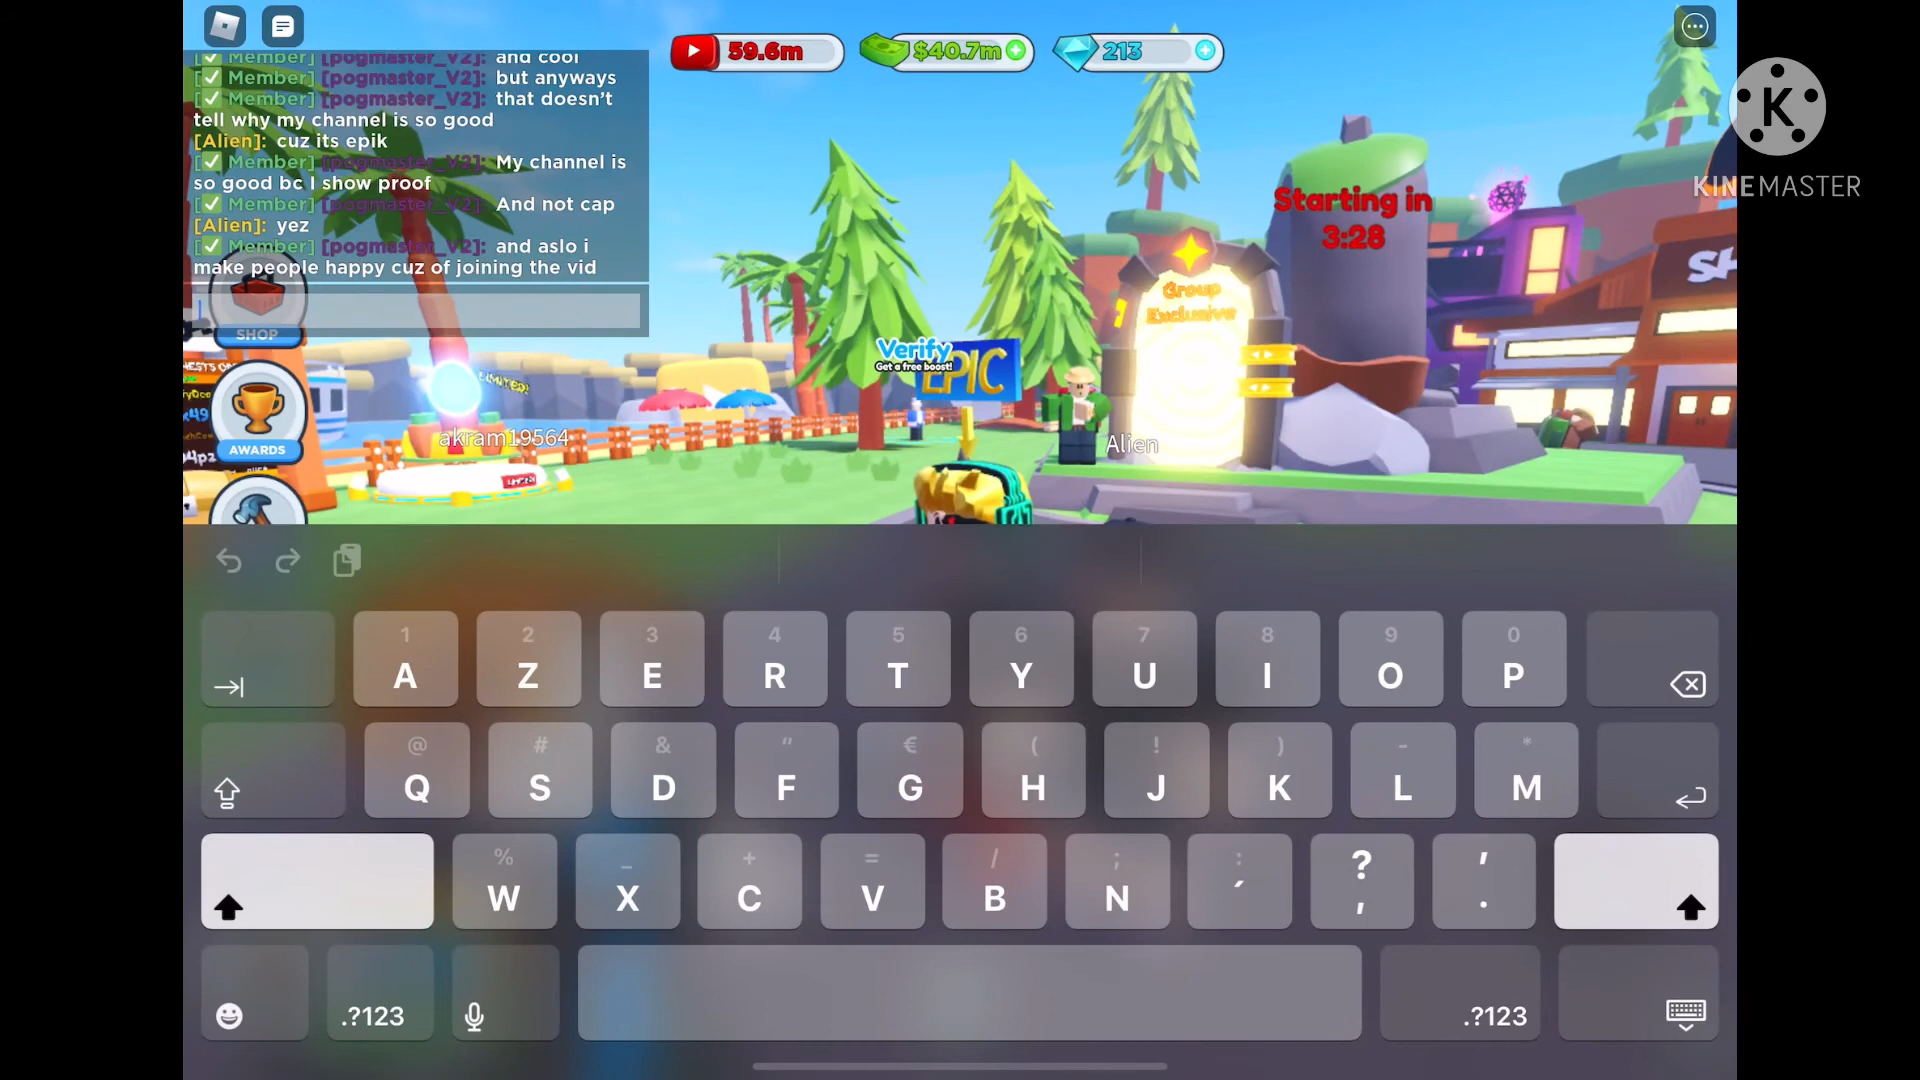 [✓ Member] [pogmaster_V2]: and cool
[✓ Member] [pogmaster_V2]: but anyways
[✓ Member] [pogmaster_V2]: that doesn't
tell why my channel is so good
[Alien]: cuz its epik
[✓ Member] [pogmaster_V2]: My channel is
so good bc I show proof
[✓ Member] [pogmaster_V2]: And not cap
[Alien]: yez
[✓ Member] [pogmaster_V2]: and aslo i
make people happy cuz of joining the vid
59.6m
$40.7m
213
KINEMASTER
Starting in
3:28
Group
Exclusive
SHOP
Verify
Get a free boost!
EPIC
LIMITED!
x49
AWARDS
akram19564
Alien
1 2 3 4 5 6 7 8 9 0
A Z E R T Y U I O P
@ # & " € ( ! ) - *
Q S D F G H J K L M
% _ + = / ; : ? '
W X C V B N ´ , .
.?123 .?123